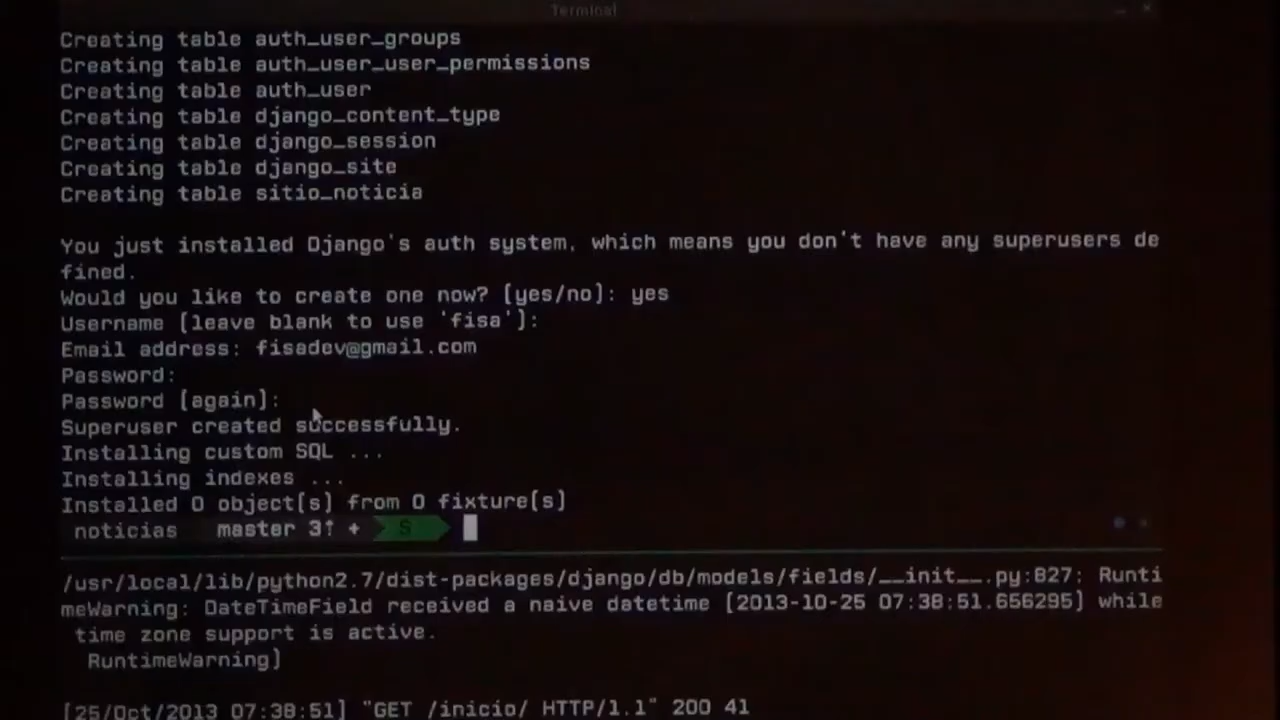 Terminal
Creating table auth_user_groups
Creating table auth_user_user_permissions
Creating table auth_user
Creating table django_content_type
Creating table django_session
Creating table django_site
Creating table sitio_noticia
You just installed Django's auth system, which means you don't have any superusers de
fined.
Would you like to create one now? (yes/no): yes
Username (leave blank to use 'fisa'):
Email address: fisadev@gmail.com
Password:
Password (again):
Superuser created successfully.
Installing custom SQL ...
Installing indexes ...
Installed 0 object(s) from 0 fixture(s)
noticias master 3↑ + S
/usr/local/lib/python2.7/dist-packages/django/db/models/fields/__init__.py:827: Runti
meWarning: DateTimeField received a naive datetime (2013-10-25 07:38:51.656295) while
time zone support is active.
RuntimeWarning)
[25/Oct/2013 07:38:51] "GET /inicio/ HTTP/1.1" 200 41